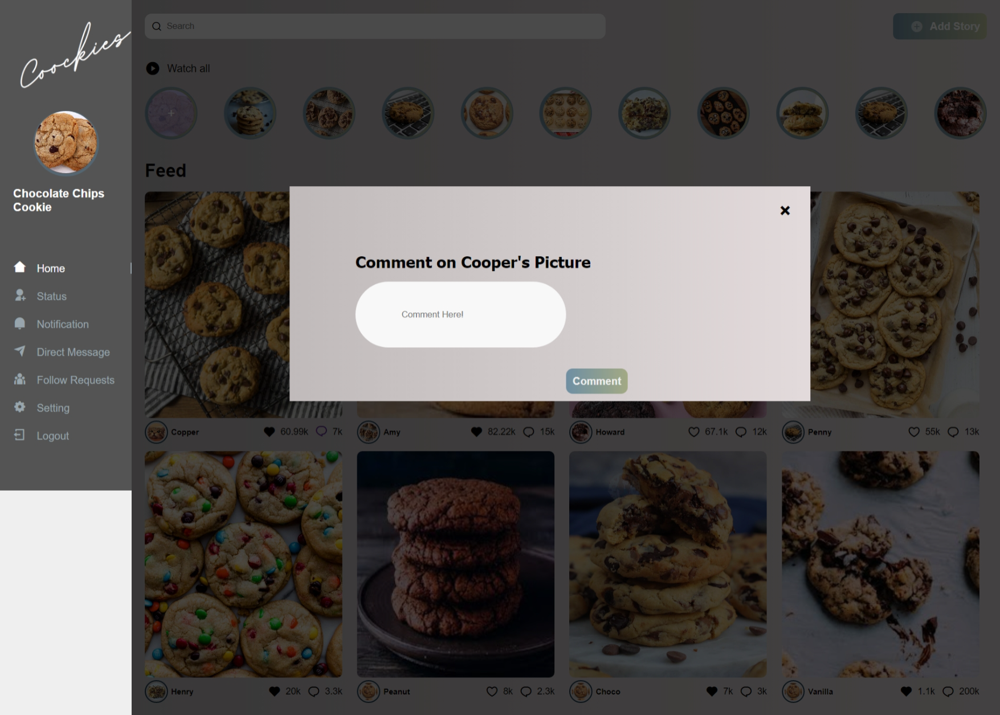 Coockies
Search
Add Story
Watch all
Chocolate Chips
Cookie
Feed
Home
Status
Notification
Direct Message
Follow Requests
Setting
Logout
Comment on Cooper's Picture
Comment Here!
Comment
Copper 60.99k 7k
Amy 82.22k 15k
Howard 67.1k 12k
Penny 55k 13k
Henry 20k 3.3k
Peanut 8k 2.3k
Choco 7k 3k
Vanilla 1.1k 200k